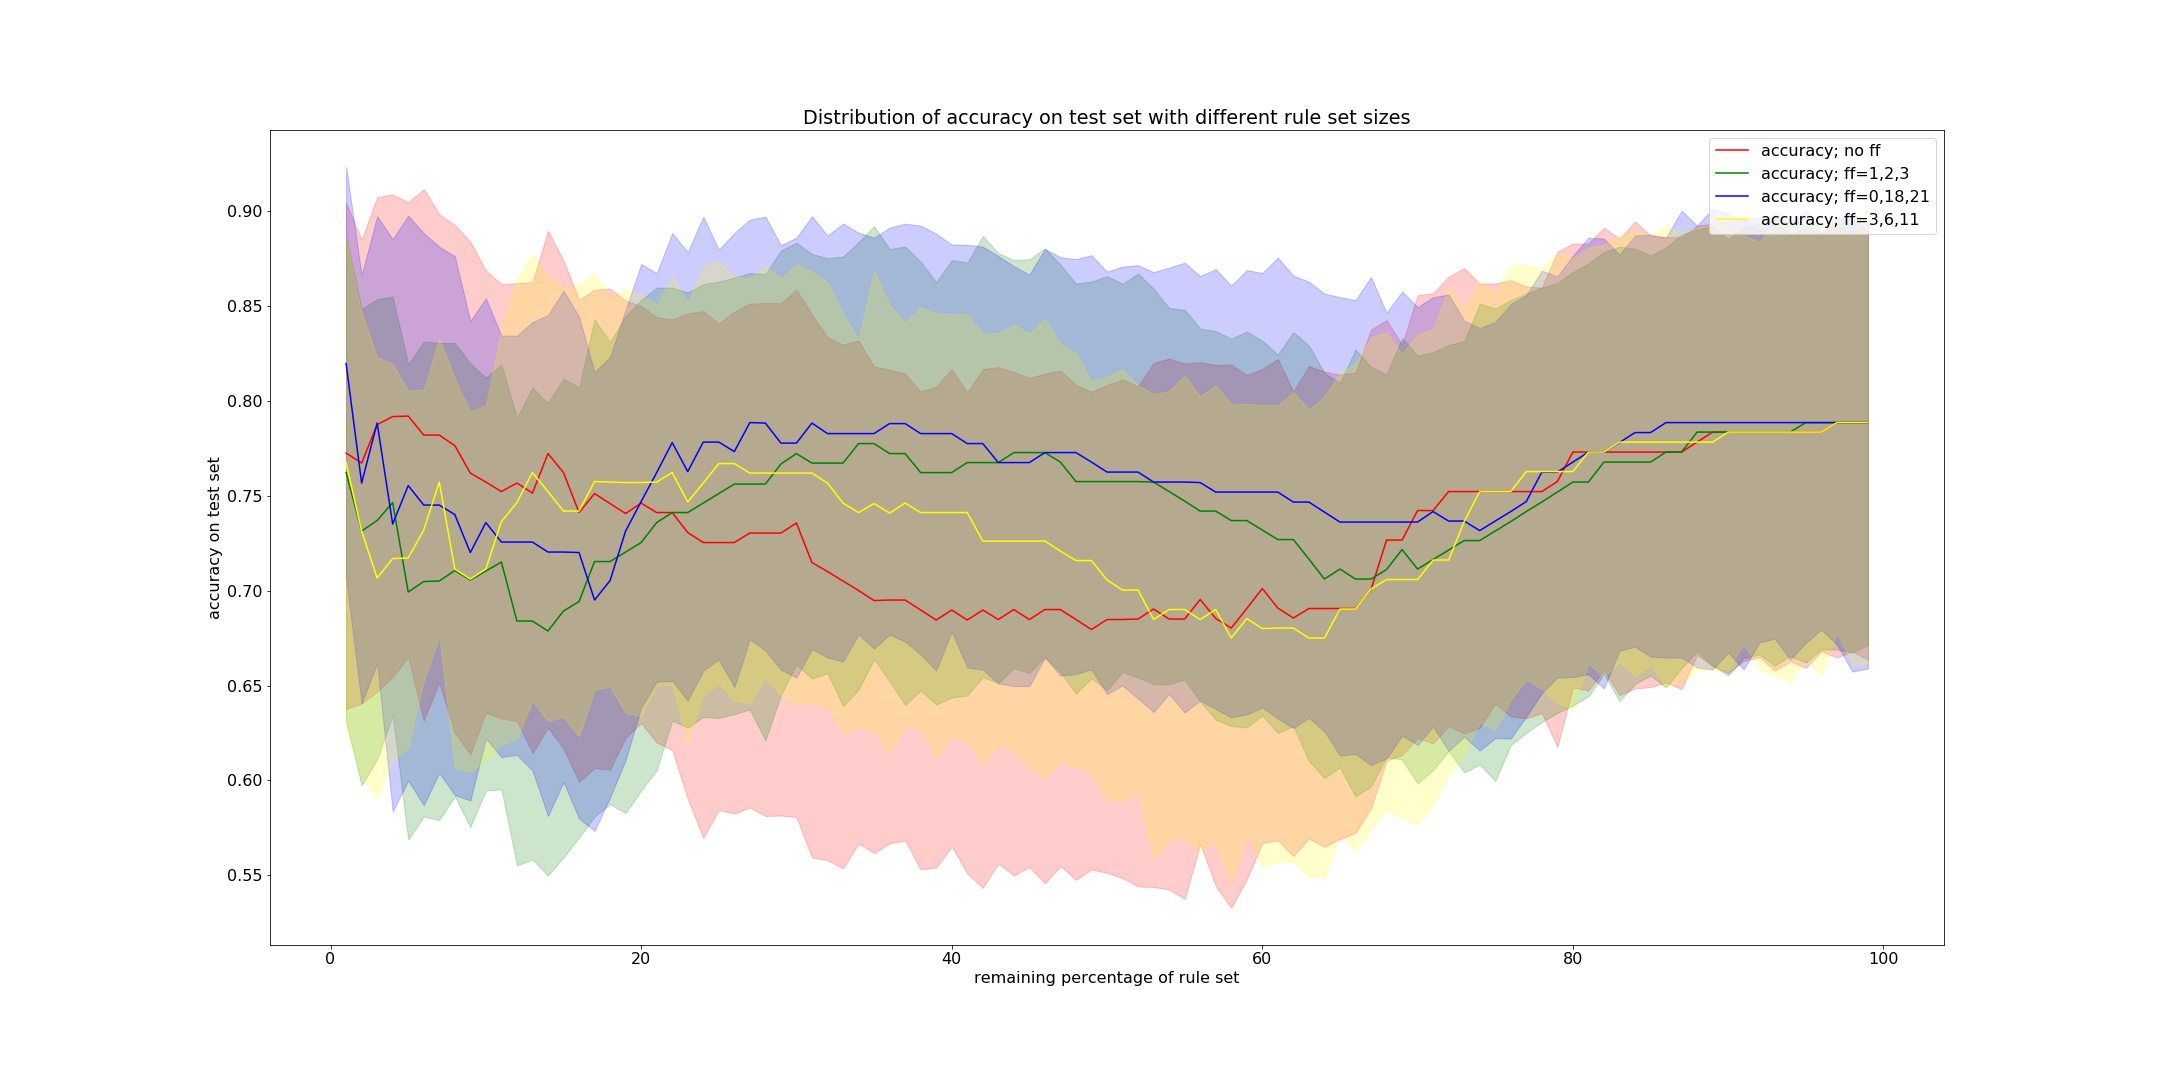 Distribution of accuracy on test set with different rule set sizes
accuracy; no ff
accuracy; ff=1,2,3
accuracy; ff=0,18,21
accuracy; ff=3,6,11
accuracy on test set
0.90
0.85
0.80
0.75
0.70
0.65
0.60
0.55
0 20 40 60 80 100
remaining percentage of rule set